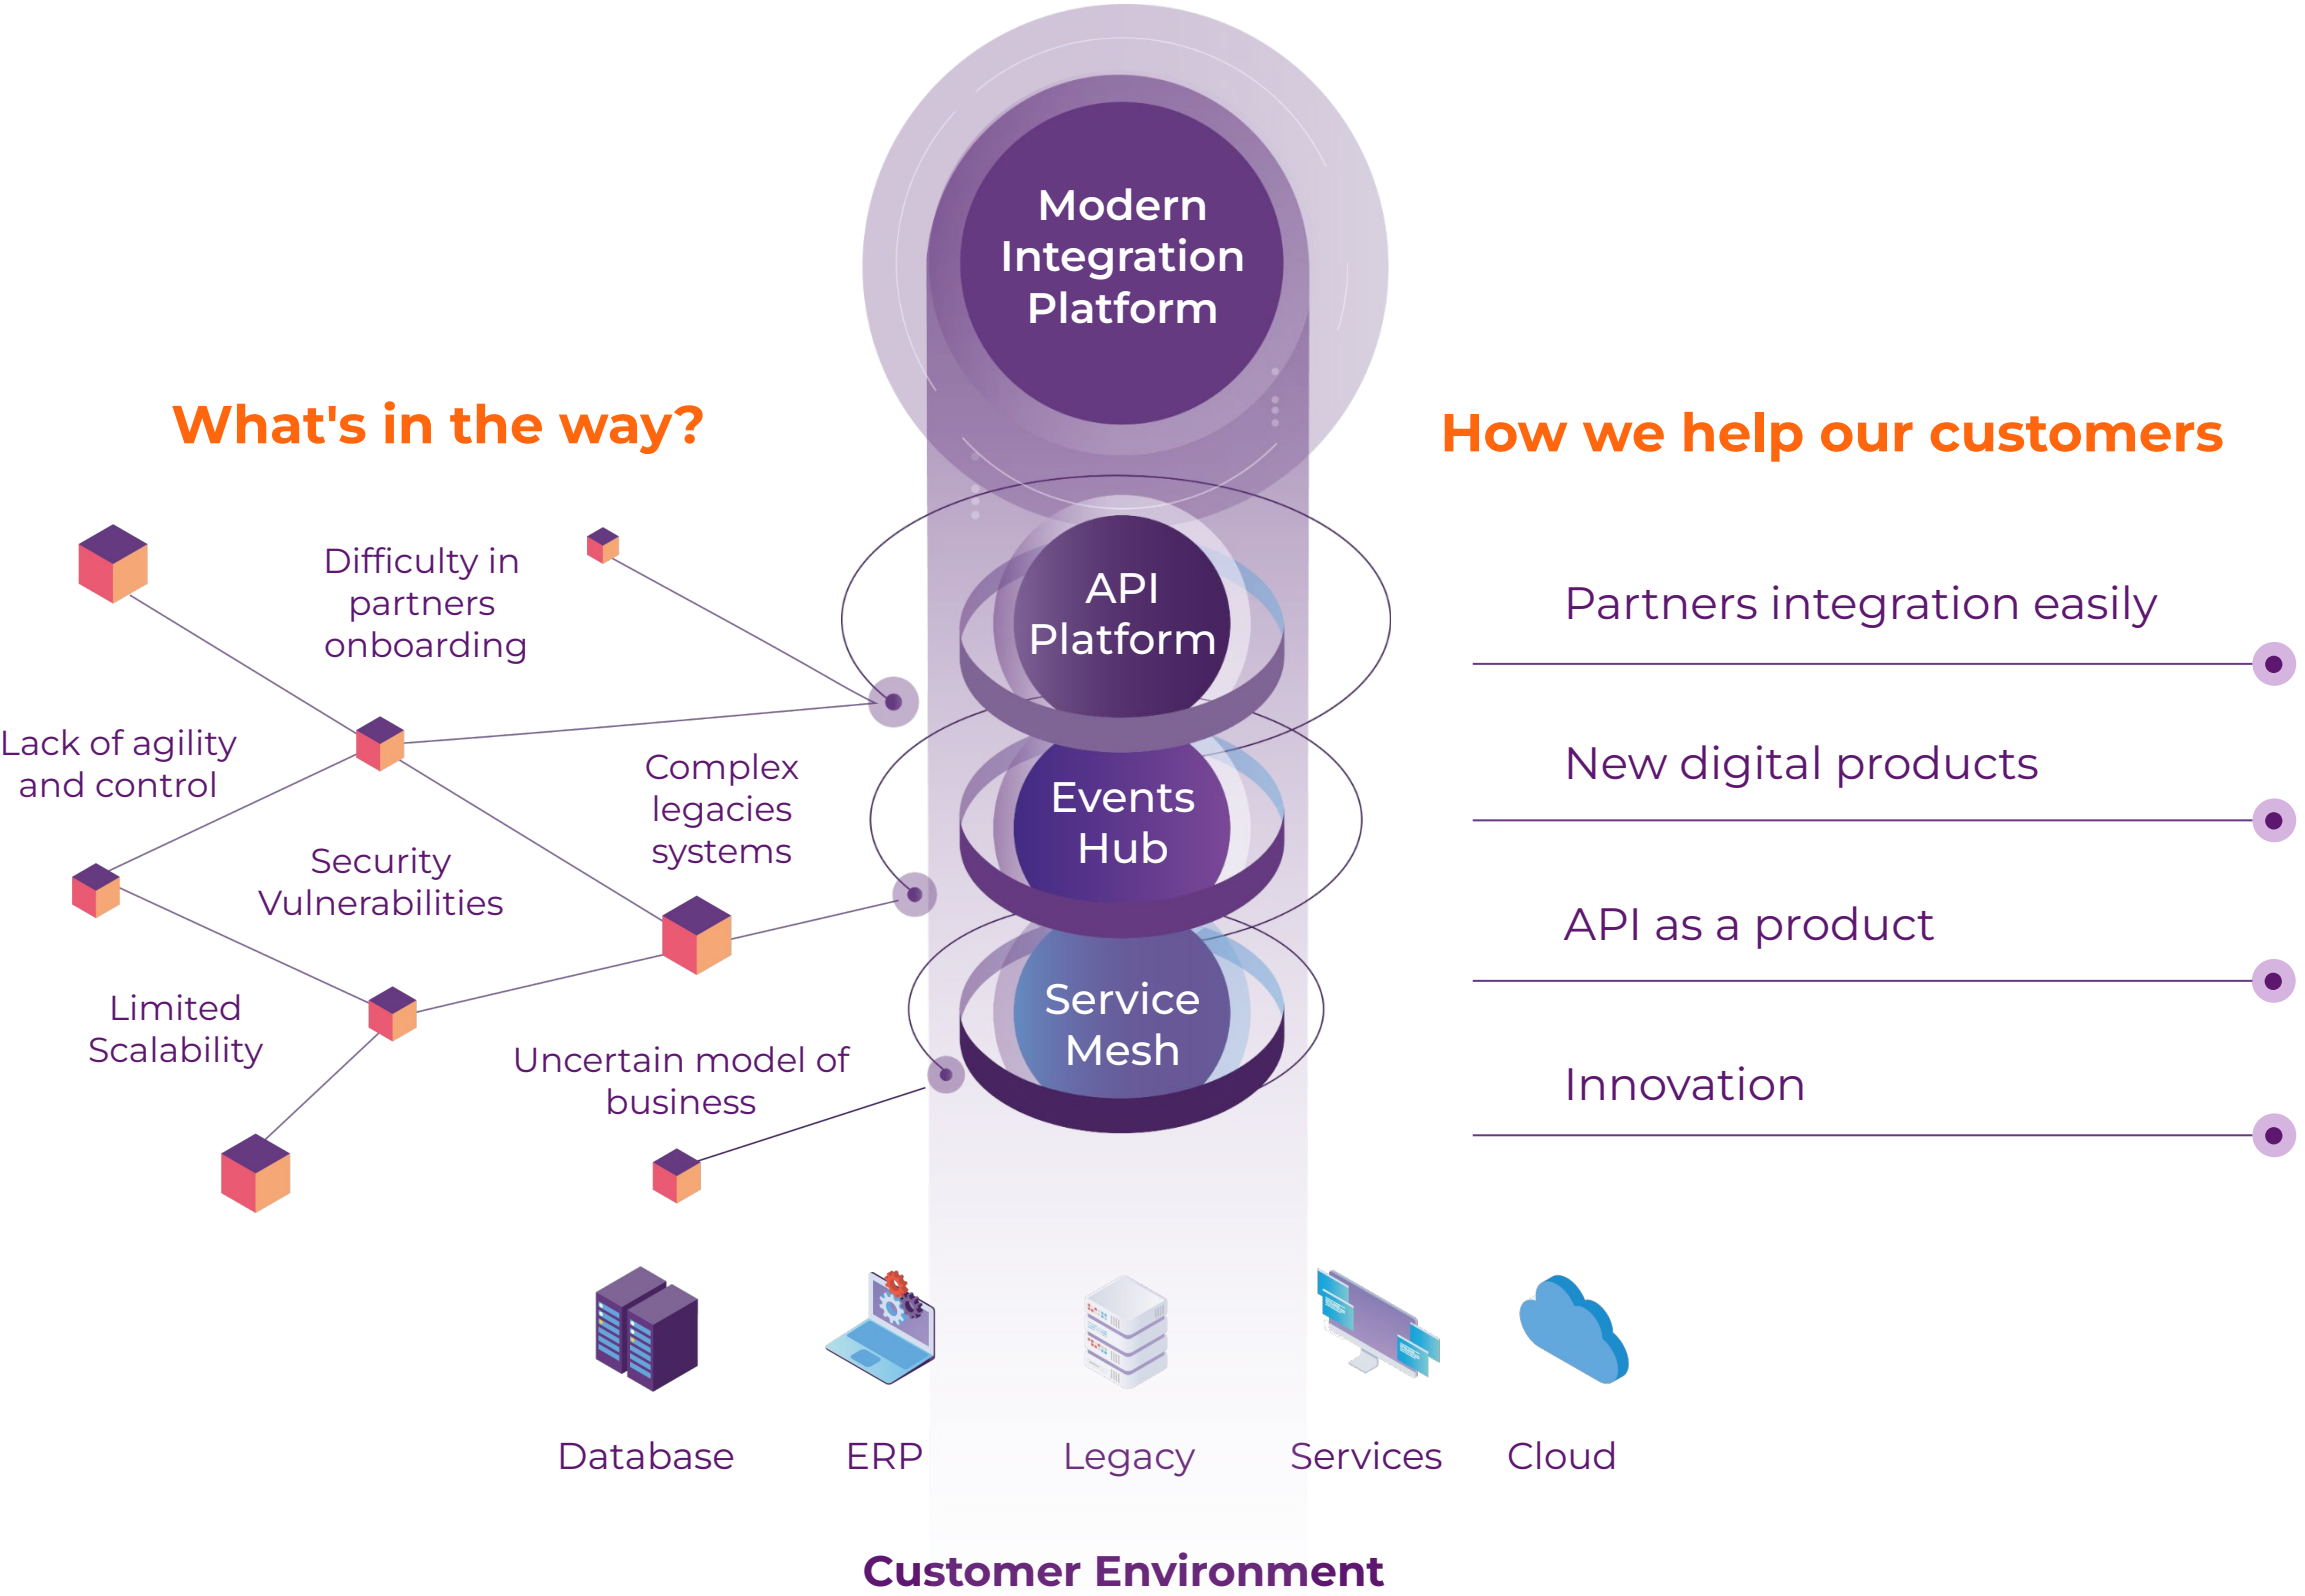 Modern
Integration
Platform
What's in the way?
Difficulty in
partners
onboarding
Lack of agility
and control
Complex
legacies
systems
Security
Vulnerabilities
Limited
Scalability
Uncertain model of
business
API
Platform
Events
Hub
Service
Mesh
How we help our customers
Partners integration easily
New digital products
API as a product
Innovation
Database
ERP
Legacy
Services
Cloud
Customer Environment